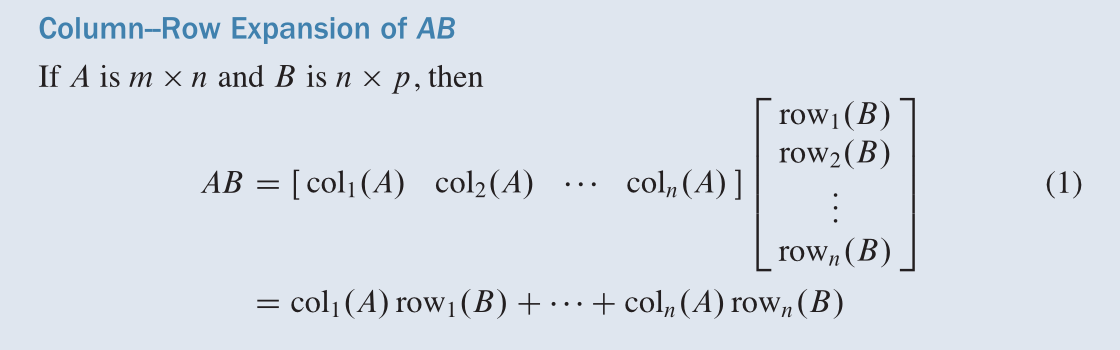 Column–Row Expansion of AB
If A is m × n and B is n × p, then
AB = [ col₁(A) col₂(A) ··· colₙ(A) ] [ row₁(B)
row₂(B)
⋮
rowₙ(B) ] (1)
= col₁(A) row₁(B) + ··· + colₙ(A) rowₙ(B)